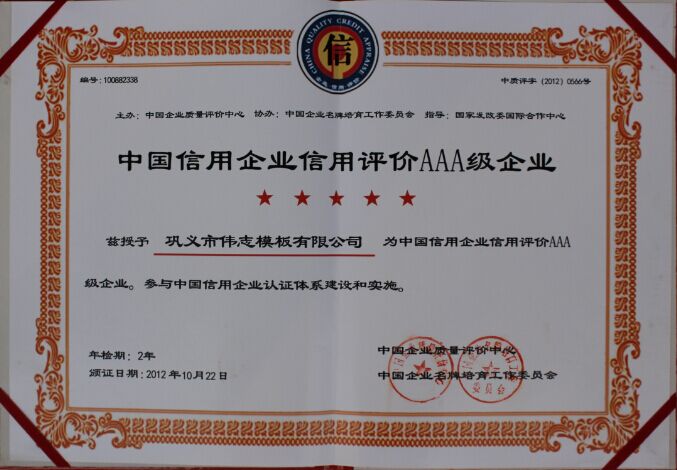 CHINA QUALITY CREDIT APPRAISE
信
编号:100882338
中质评字 (2012) 0566号
主办: 中国企业质量评价中心 协办: 中国企业名牌培育工作委员会 指导: 国家发改委国际合作中心
中国信用企业信用评价AAA级企业
兹授予 巩义市伟志模板有限公司 为中国信用企业信用评价AAA
级企业。参与中国信用企业认证体系建设和实施。
年检期: 2年
中国企业质量评价中心
颁证日期: 2012 年 10月 22日
中国企业名牌培育工作委员会
委员会